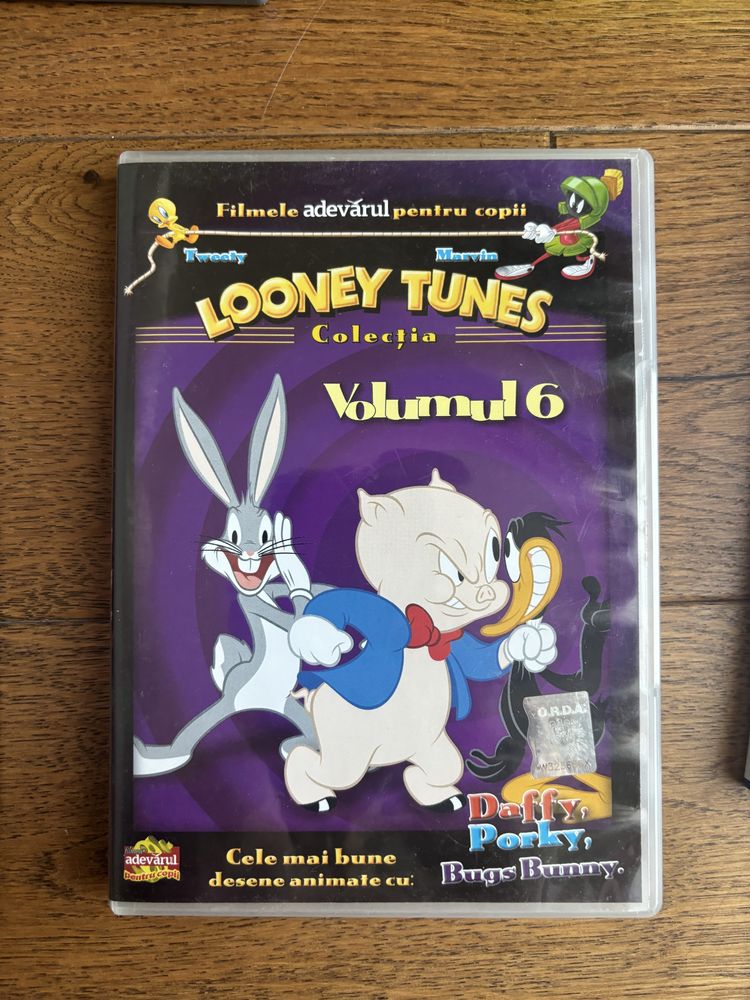 Filmele adevărul pentru copii
Tweety
Marvin
LOONEY TUNES
Colecția
Volumul 6
O.R.D.A.
Daffy,
Porky,
Bugs Bunny.
Cele mai bune
desene animate cu:
adevărul
pentru copii